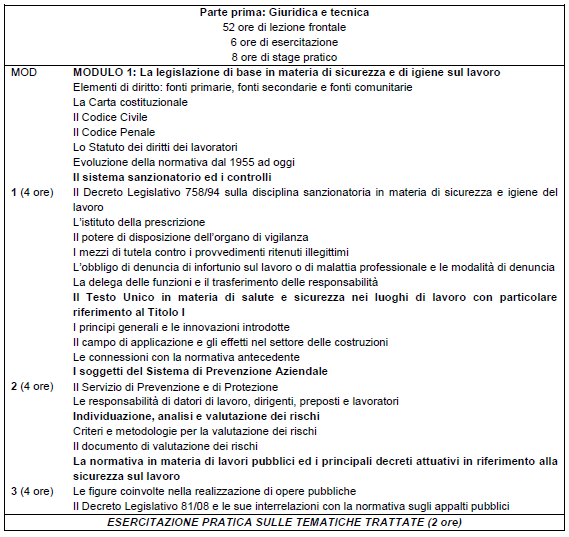 Parte prima: Giuridica e tecnica
52 ore di lezione frontale
6 ore di esercitazione
8 ore di stage pratico
MOD MODULO 1: La legislazione di base in materia di sicurezza e di igiene sul lavoro
Elementi di diritto: fonti primarie, fonti secondarie e fonti comunitarie
La Carta costituzionale
Il Codice Civile
Il Codice Penale
Lo Statuto dei diritti dei lavoratori
Evoluzione della normativa dal 1955 ad oggi
Il sistema sanzionatorio ed i controlli
1 (4 ore) Il Decreto Legislativo 758/94 sulla disciplina sanzionatoria in materia di sicurezza e igiene del
lavoro
L'istituto della prescrizione
Il potere di disposizione dell'organo di vigilanza
I mezzi di tutela contro i provvedimenti ritenuti illegittimi
L'obbligo di denuncia di infortunio sul lavoro o di malattia professionale e le modalità di denuncia
La delega delle funzioni e il trasferimento delle responsabilità
Il Testo Unico in materia di salute e sicurezza nei luoghi di lavoro con particolare
riferimento al Titolo I
I principi generali e le innovazioni introdotte
Il campo di applicazione e gli effetti nel settore delle costruzioni
Le connessioni con la normativa antecedente
I soggetti del Sistema di Prevenzione Aziendale
2 (4 ore) Il Servizio di Prevenzione e di Protezione
Le responsabilità di datori di lavoro, dirigenti, preposti e lavoratori
Individuazione, analisi e valutazione dei rischi
Criteri e metodologie per la valutazione dei rischi
Il documento di valutazione dei rischi
La normativa in materia di lavori pubblici ed i principali decreti attuativi in riferimento alla
sicurezza sul lavoro
3 (4 ore) Le figure coinvolte nella realizzazione di opere pubbliche
Il Decreto Legislativo 81/08 e le sue interrelazioni con la normativa sugli appalti pubblici
ESERCITAZIONE PRATICA SULLE TEMATICHE TRATTATE (2 ore)